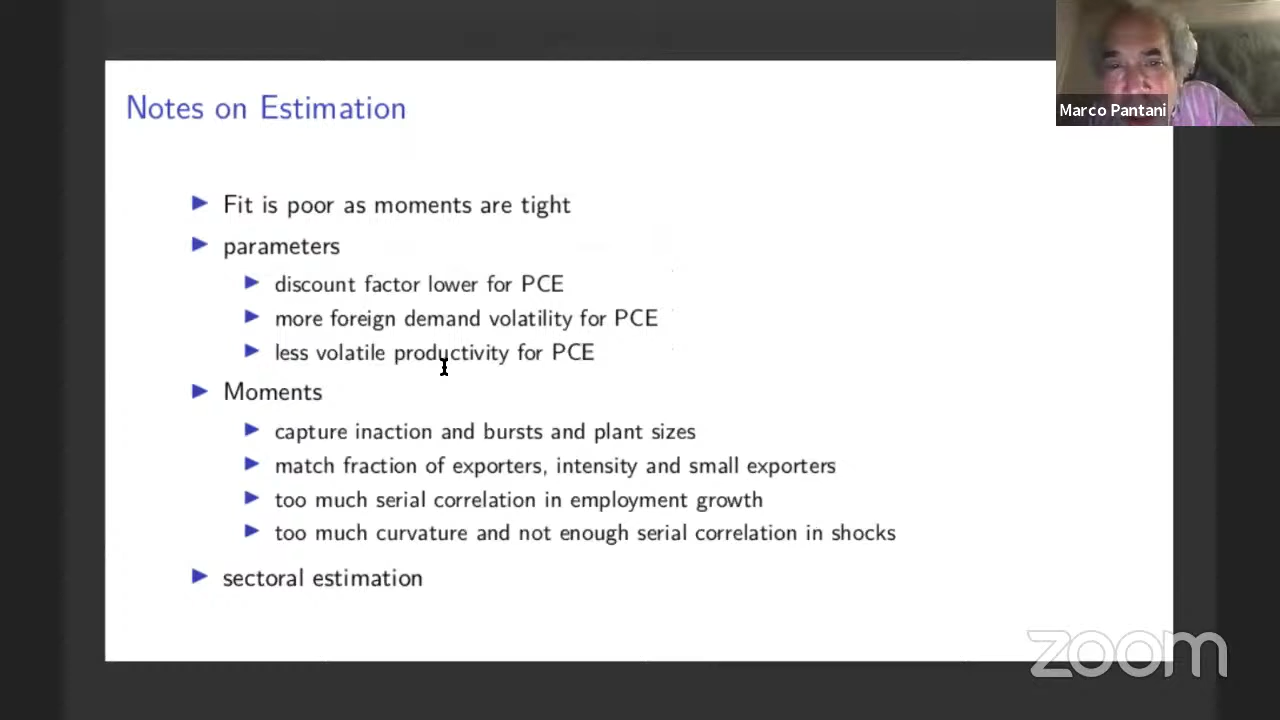 Notes on Estimation
Marco Pantani
Fit is poor as moments are tight
parameters
discount factor lower for PCE
more foreign demand volatility for PCE
less volatile productivity for PCE
Moments
capture inaction and bursts and plant sizes
match fraction of exporters, intensity and small exporters
too much serial correlation in employment growth
too much curvature and not enough serial correlation in shocks
sectoral estimation
zoom